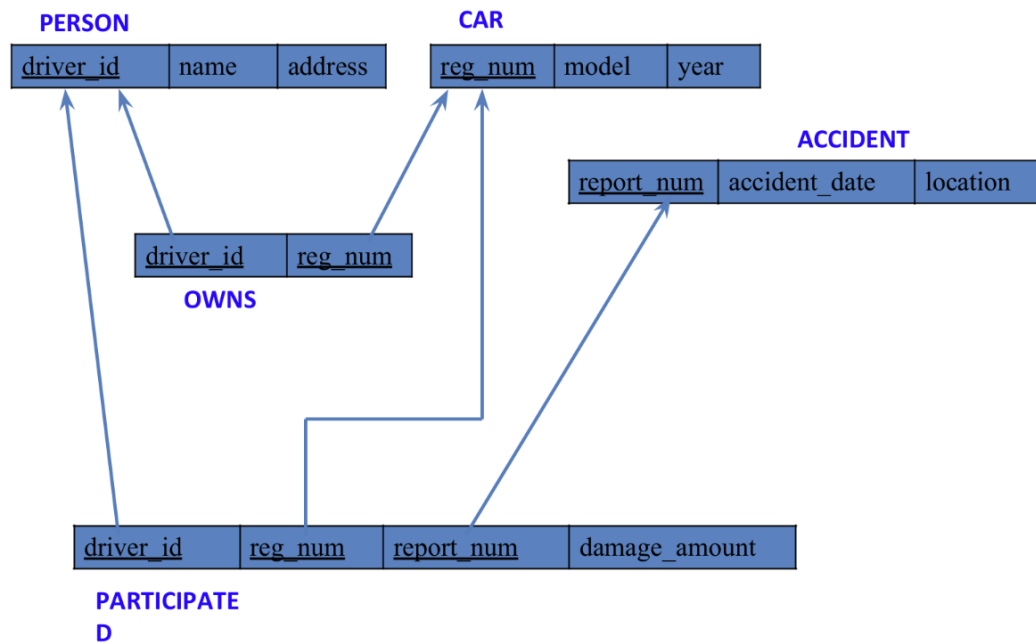 PERSON
CAR
driver_id name address
reg_num model year
ACCIDENT
report_num accident_date location
driver_id reg_num
OWNS
driver_id reg_num report_num damage_amount
PARTICIPATE
D